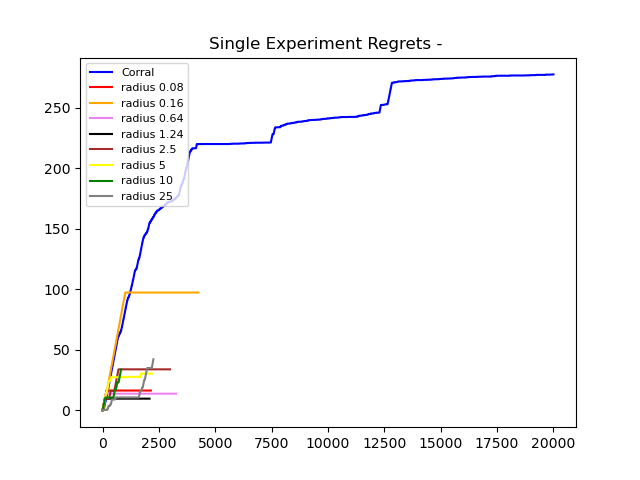 Single Experiment Regrets -
Corral
radius 0.08
radius 0.16
radius 0.64
radius 1.24
radius 2.5
radius 5
radius 10
radius 25
250
200
150
100
50
0
0 2500 5000 7500 10000 12500 15000 17500 20000